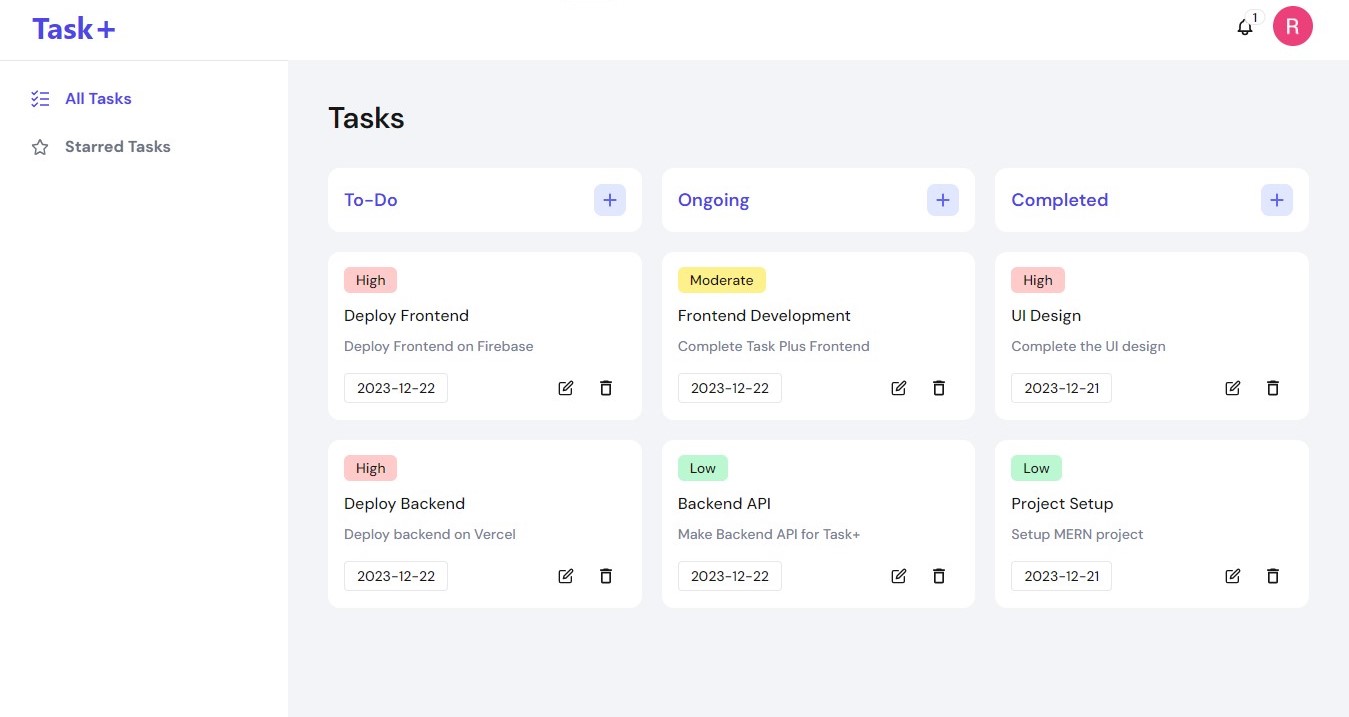 Task+
1
R
All Tasks
Starred Tasks
Tasks
To-Do
+
Ongoing
+
Completed
+
High
Deploy Frontend
Deploy Frontend on Firebase
2023-12-22
Moderate
Frontend Development
Complete Task Plus Frontend
2023-12-22
High
UI Design
Complete the UI design
2023-12-21
High
Deploy Backend
Deploy backend on Vercel
2023-12-22
Low
Backend API
Make Backend API for Task+
2023-12-22
Low
Project Setup
Setup MERN project
2023-12-21